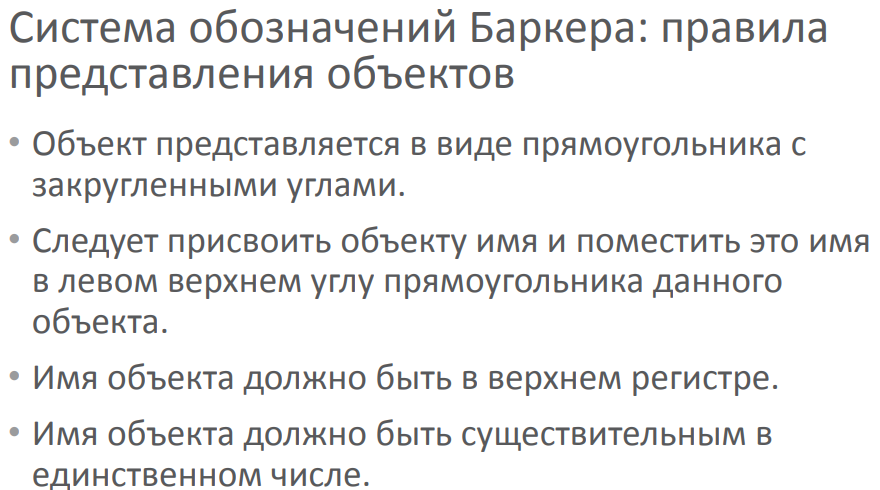 Система обозначений Баркера: правила
представления объектов
• Объект представляется в виде прямоугольника с
закругленными углами.
• Следует присвоить объекту имя и поместить это имя
в левом верхнем углу прямоугольника данного
объекта.
• Имя объекта должно быть в верхнем регистре.
• Имя объекта должно быть существительным в
единственном числе.